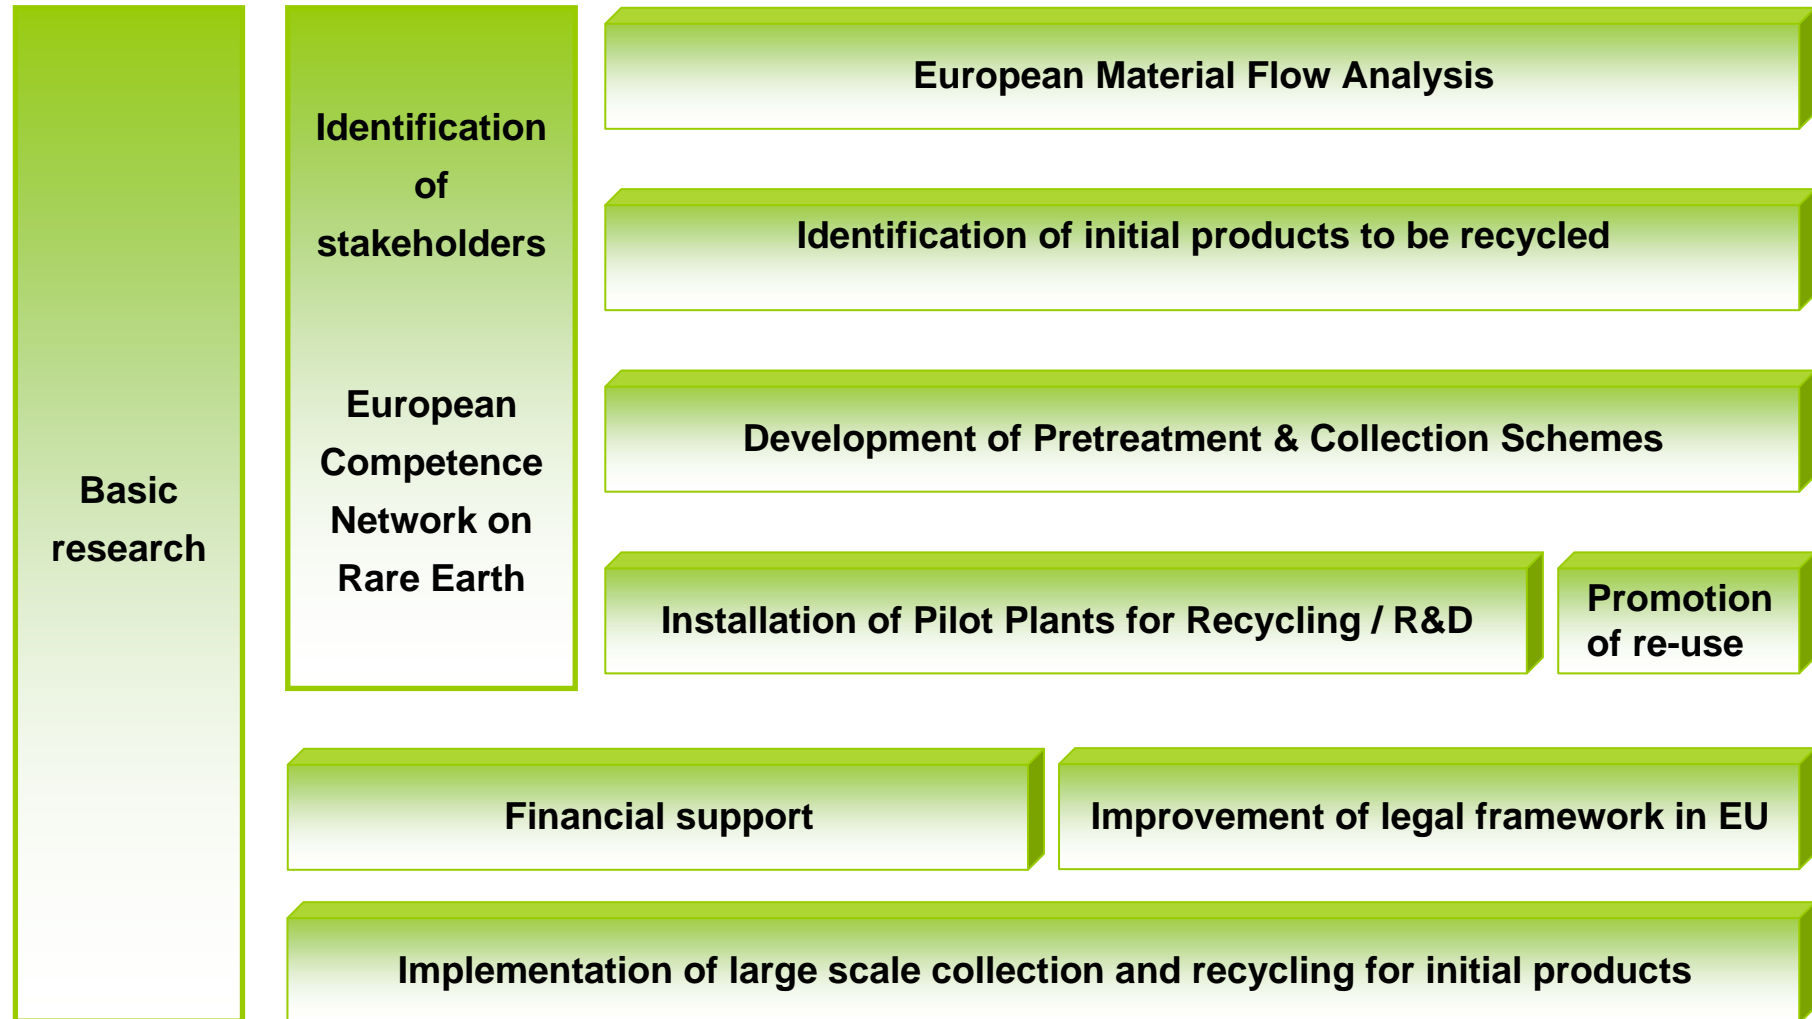 Basic
research
Identification
of
stakeholders
European
Competence
Network on
Rare Earth
European Material Flow Analysis
Identification of initial products to be recycled
Development of Pretreatment & Collection Schemes
Installation of Pilot Plants for Recycling / R&D
Promotion
of re-use
Financial support
Improvement of legal framework in EU
Implementation of large scale collection and recycling for initial products